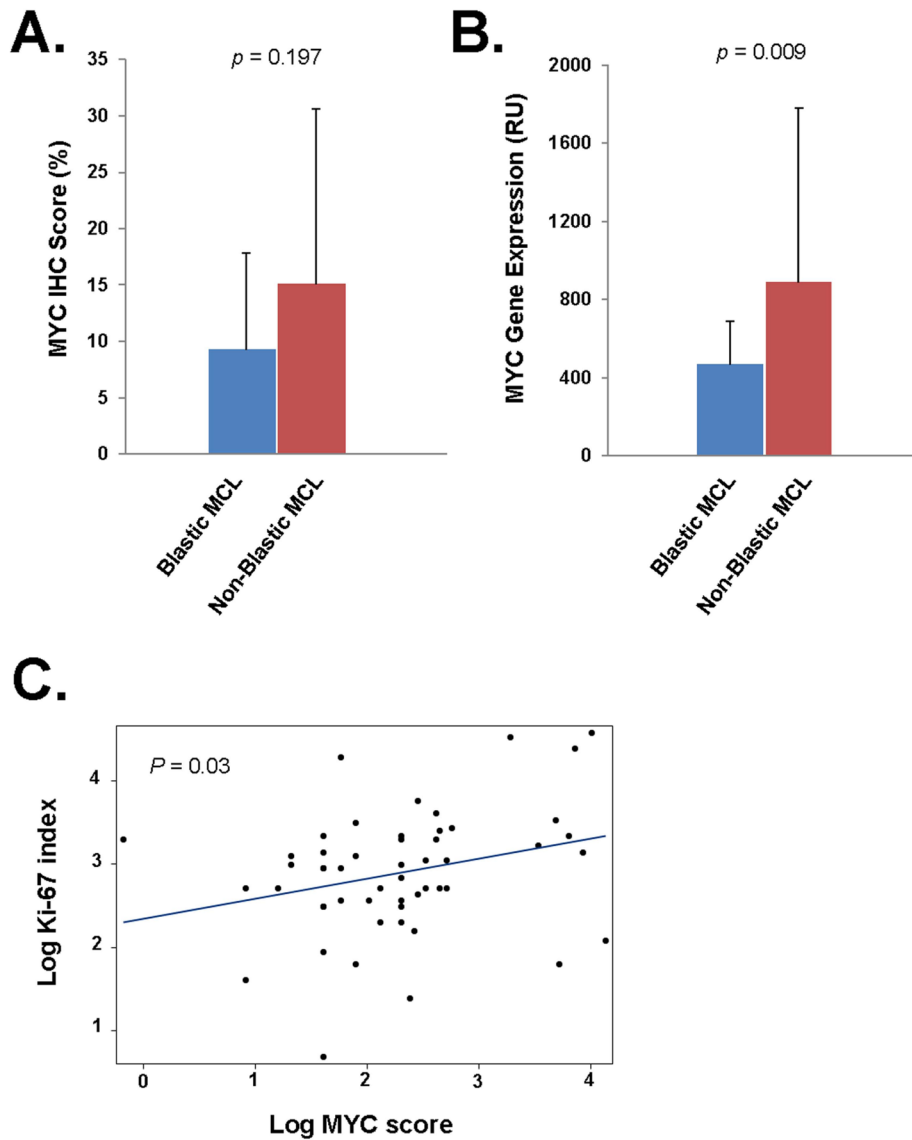 A.
p = 0.197
35
30
25
20
15
10
5
0
MYC IHC Score (%)
Blastic MCL
Non-Blastic MCL
B.
p = 0.009
2000
1600
1200
800
400
0
MYC Gene Expression (RU)
Blastic MCL
Non-Blastic MCL
C.
P = 0.03
4
3
2
1
Log Ki-67 index
0 1 2 3 4
Log MYC score